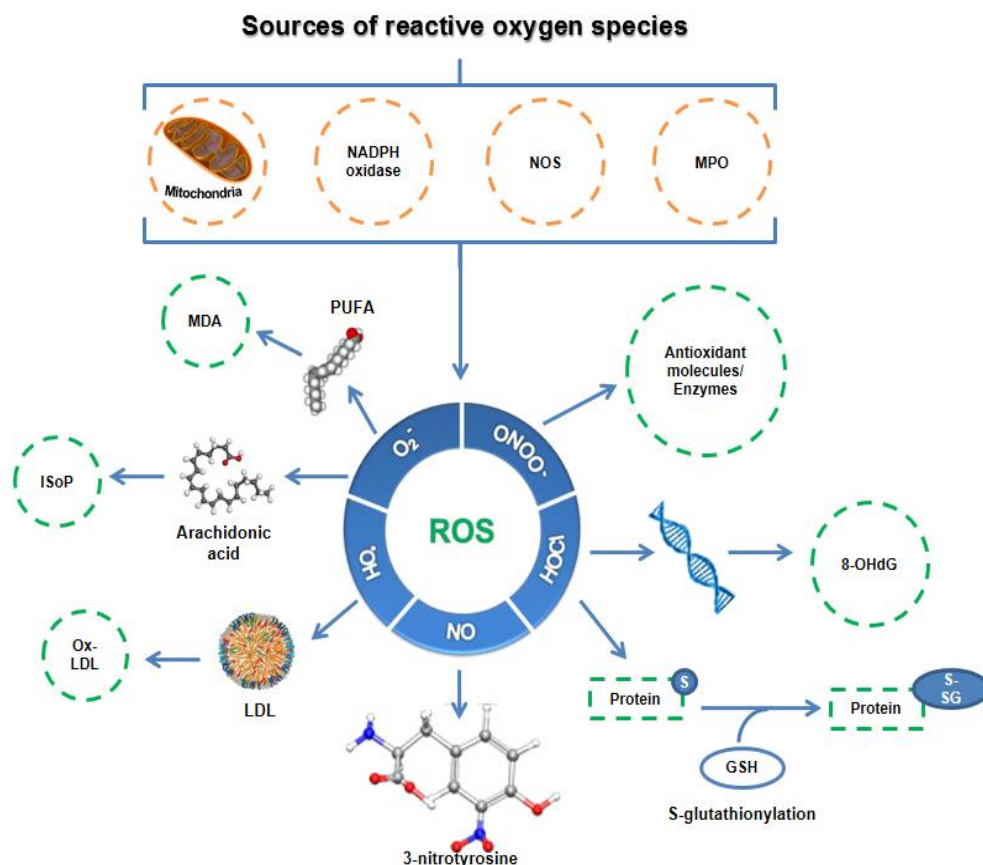 Sources of reactive oxygen species
Mitochondria
NADPH
oxidase
NOS
MPO
MDA
PUFA
Antioxidant
molecules/
Enzymes
O₂⁻
ONOO⁻
ISoP
Arachidonic
acid
ROS
OH•
HOCl
NO
8-OHdG
Ox-
LDL
LDL
Protein
S
Protein
S-
SG
GSH
S-glutathionylation
3-nitrotyrosine